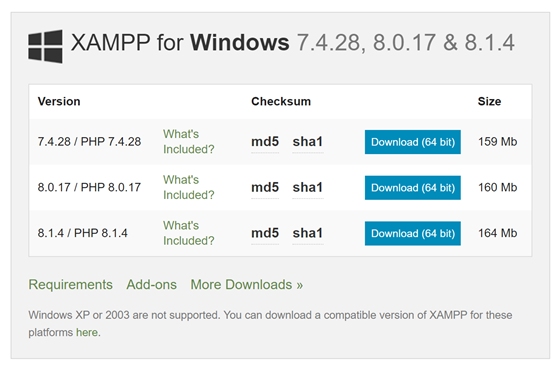 XAMPP for Windows 7.4.28, 8.0.17 & 8.1.4
Version Checksum Size
7.4.28 / PHP 7.4.28 What's Included? md5 sha1 Download (64 bit) 159 Mb
8.0.17 / PHP 8.0.17 What's Included? md5 sha1 Download (64 bit) 160 Mb
8.1.4 / PHP 8.1.4 What's Included? md5 sha1 Download (64 bit) 164 Mb
Requirements Add-ons More Downloads »
Windows XP or 2003 are not supported. You can download a compatible version of XAMPP for these
platforms here.